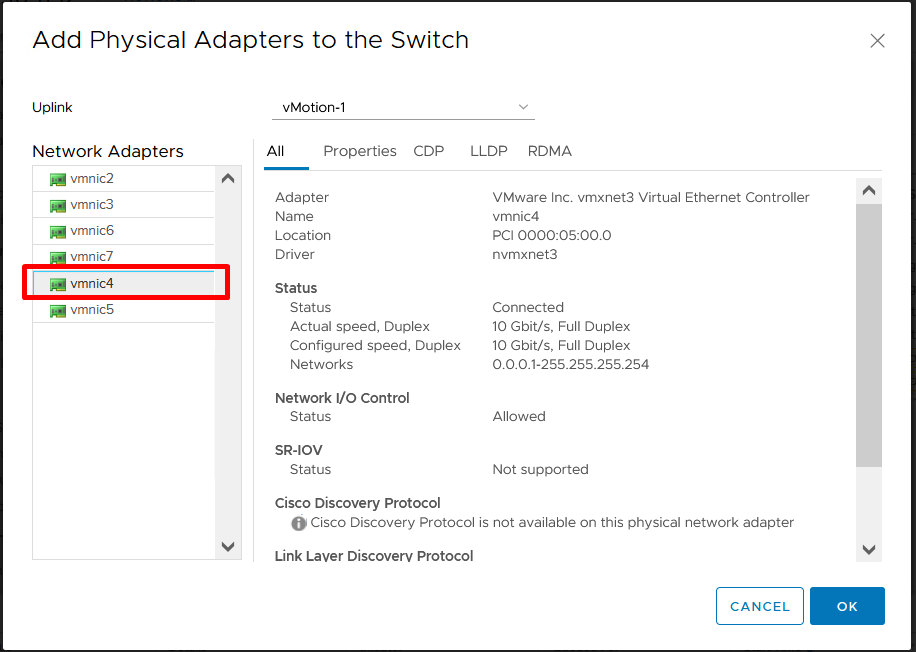 Add Physical Adapters to the Switch
Uplink
vMotion-1
Network Adapters
vmnic2
vmnic3
vmnic6
vmnic7
vmnic4
vmnic5
All Properties CDP LLDP RDMA
Adapter VMware Inc. vmxnet3 Virtual Ethernet Controller
Name vmnic4
Location PCI 0000:05:00.0
Driver nvmxnet3
Status
Status Connected
Actual speed, Duplex 10 Gbit/s, Full Duplex
Configured speed, Duplex 10 Gbit/s, Full Duplex
Networks 0.0.0.1-255.255.255.254
Network I/O Control
Status Allowed
SR-IOV
Status Not supported
Cisco Discovery Protocol
Cisco Discovery Protocol is not available on this physical network adapter
Link Layer Discovery Protocol
CANCEL OK